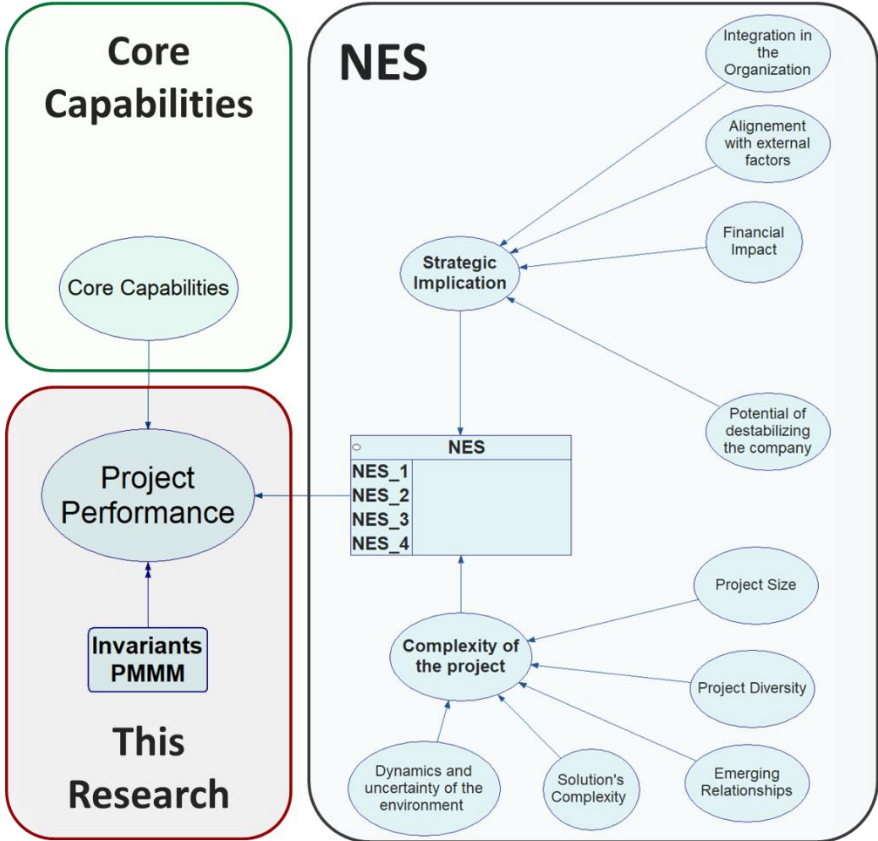 Core
Capabilities
Core Capabilities
Project
Performance
Invariants
PMMM
This
Research
NES
Integration in
the
Organization
Alignement
with external
factors
Financial
Impact
Strategic
Implication
Potential of
destabilizing
the company
NES
NES_1
NES_2
NES_3
NES_4
Project Size
Complexity of
the project
Project Diversity
Dynamics and
uncertainty of the
environment
Solution's
Complexity
Emerging
Relationships